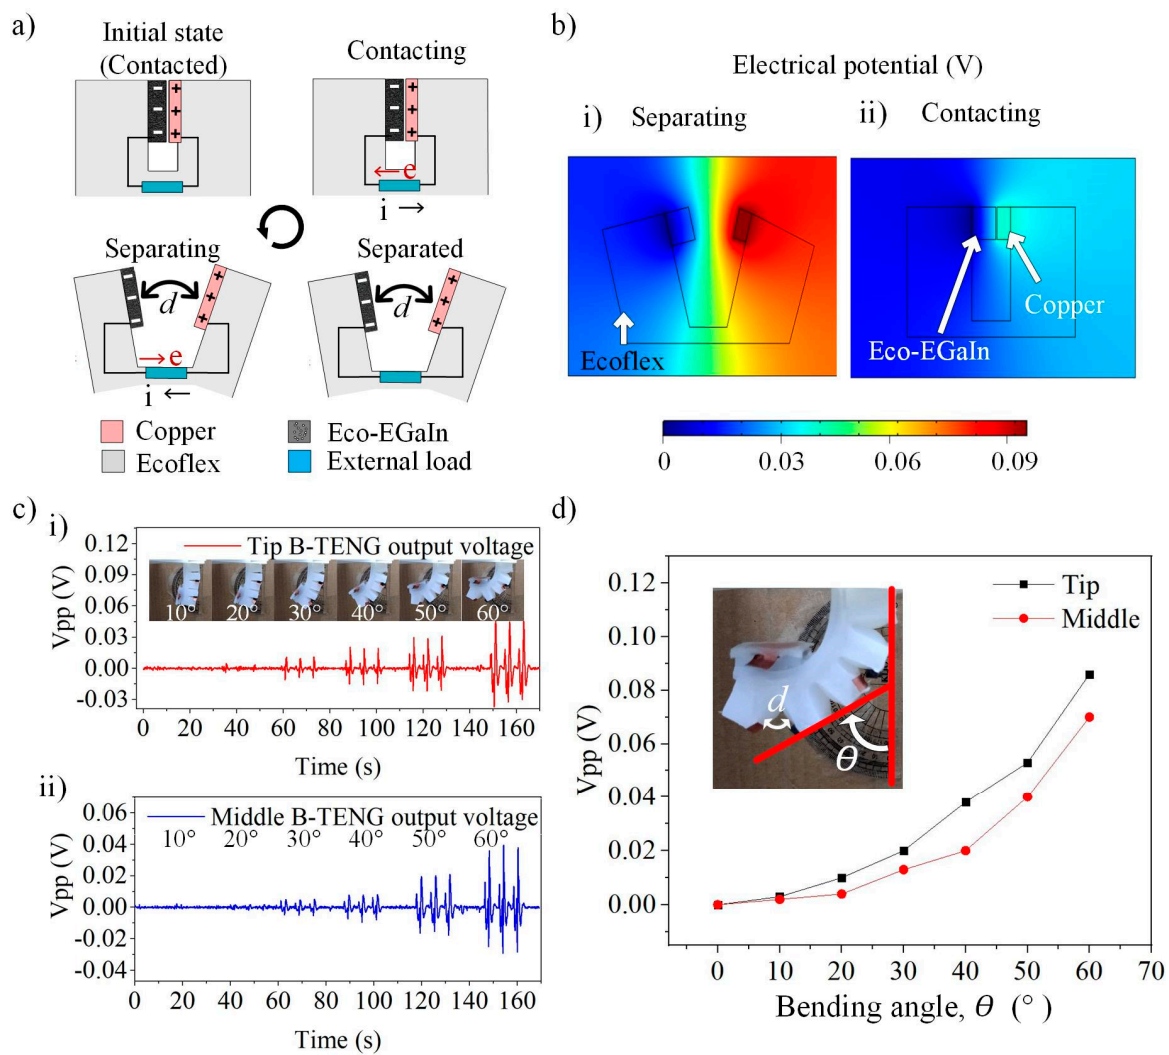 a)
Initial state
(Contacted)
Contacting
e
i →
Separating
Separated
d
d
e
i ←
Copper
Eco-EGaIn
Ecoflex
External load
b)
Electrical potential (V)
i) Separating
ii) Contacting
Ecoflex
Eco-EGaIn
Copper
0 0.03 0.06 0.09
c)
i)
Tip B-TENG output voltage
10° 20° 30° 40° 50° 60°
Vpp (V)
0.12
0.09
0.06
0.03
0.00
-0.03
0 20 40 60 80 100 120 140 160
Time (s)
ii)
Middle B-TENG output voltage
10° 20° 30° 40° 50° 60°
Vpp (V)
0.06
0.04
0.02
0.00
-0.02
-0.04
0 20 40 60 80 100 120 140 160
Time (s)
d)
Tip
Middle
d
θ
Vpp (V)
0.12
0.10
0.08
0.06
0.04
0.02
0.00
0 10 20 30 40 50 60 70
Bending angle, θ (°)